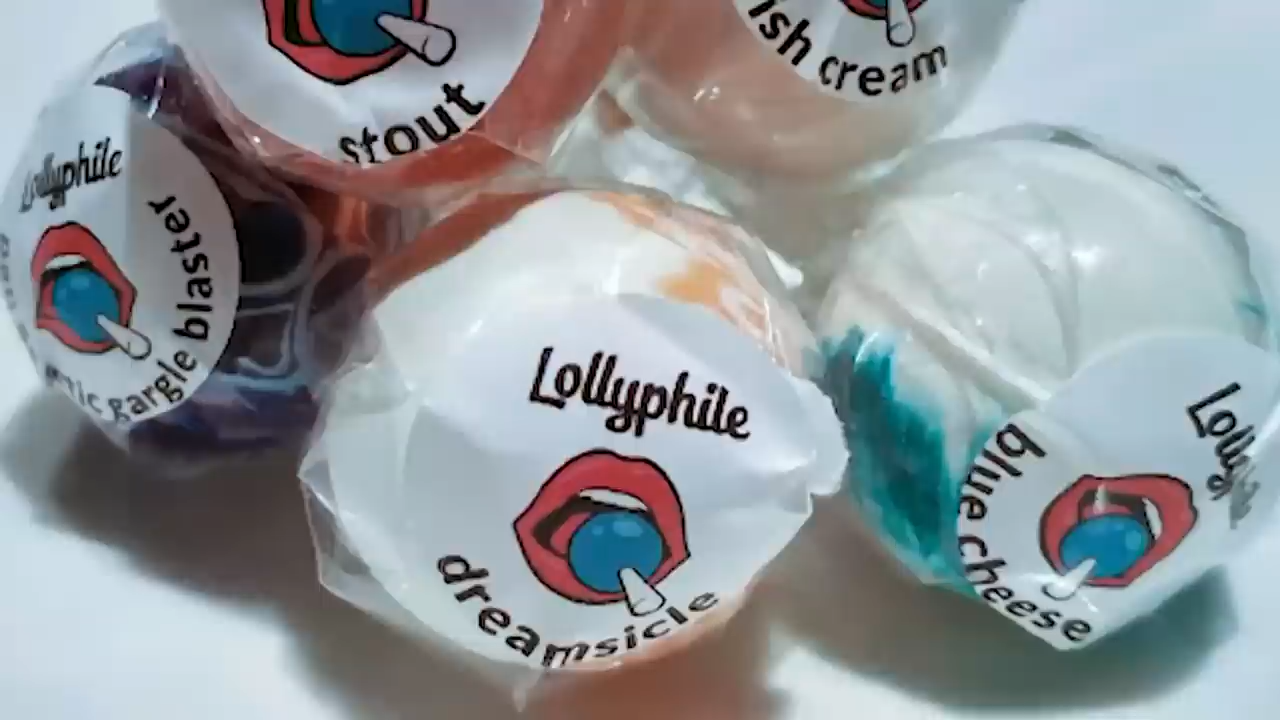 stout
ish cream
Lollyphile
gargle blaster
Lollyphile
dreamsicle
Lolly
blue cheese